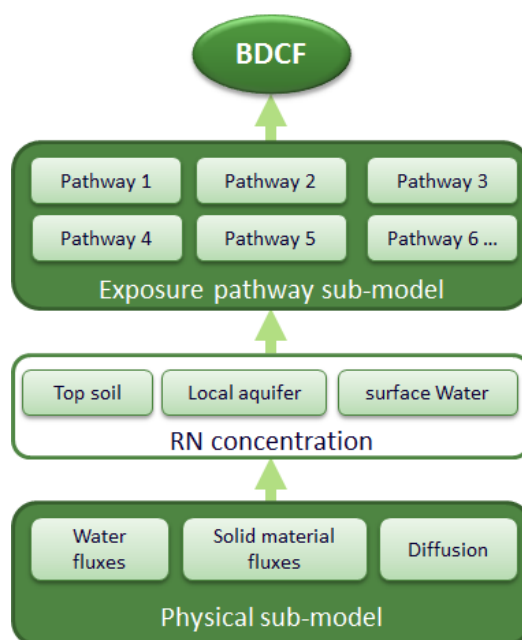 BDCF
Pathway 1
Pathway 2
Pathway 3
Pathway 4
Pathway 5
Pathway 6 ...
Exposure pathway sub-model
Top soil
Local aquifer
surface Water
RN concentration
Water
fluxes
Solid material
fluxes
Diffusion
Physical sub-model